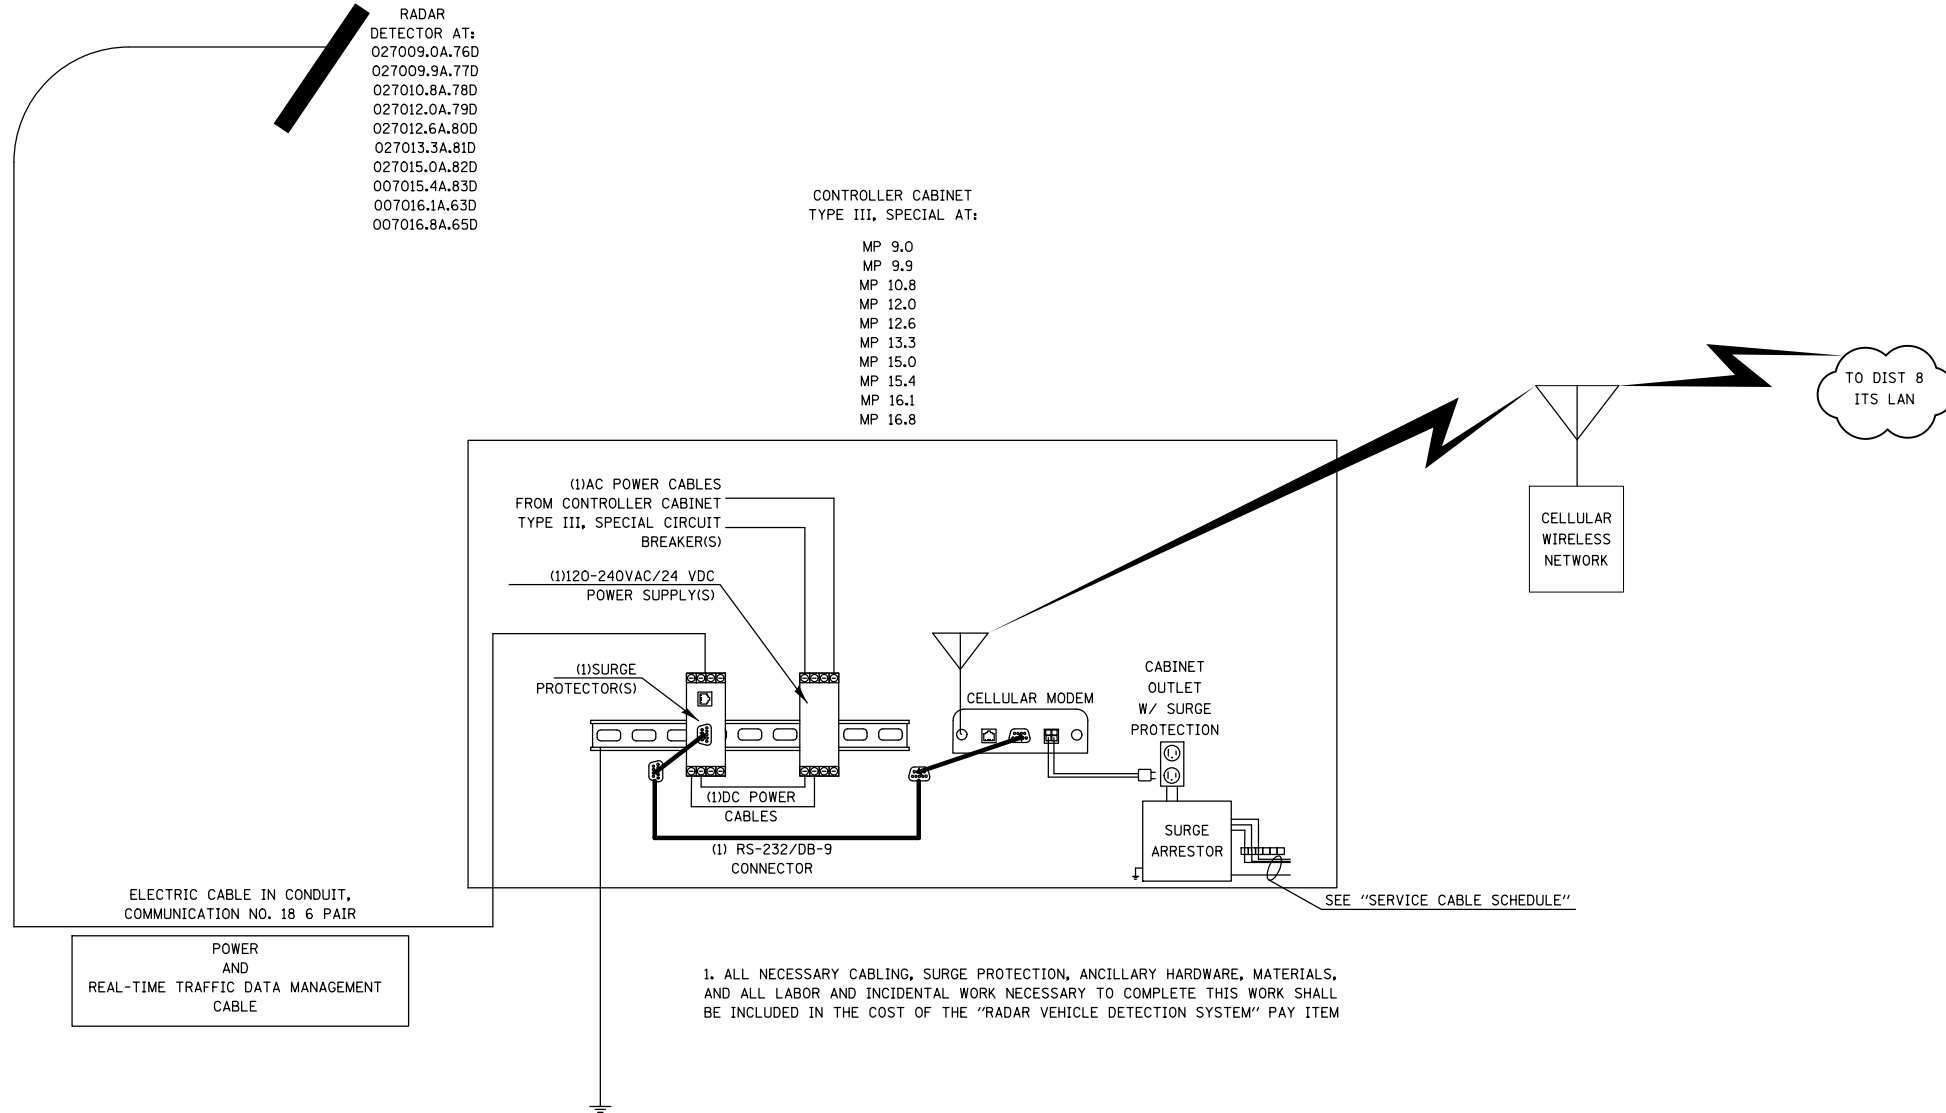 RADAR
DETECTOR AT:
027009.0A.76D
027009.9A.77D
027010.8A.78D
027012.0A.79D
027012.6A.80D
027013.3A.81D
027015.0A.82D
007015.4A.83D
007016.1A.63D
007016.8A.65D
CONTROLLER CABINET
TYPE III, SPECIAL AT:
MP 9.0
MP 9.9
MP 10.8
MP 12.0
MP 12.6
MP 13.3
MP 15.0
MP 15.4
MP 16.1
MP 16.8
TO DIST 8
ITS LAN
CELLULAR
WIRELESS
NETWORK
(1)AC POWER CABLES
FROM CONTROLLER CABINET
TYPE III, SPECIAL CIRCUIT
BREAKER(S)
(1)120-240VAC/24 VDC
POWER SUPPLY(S)
(1)SURGE
PROTECTOR(S)
CELLULAR MODEM
CABINET
OUTLET
W/ SURGE
PROTECTION
(1)DC POWER
CABLES
(1) RS-232/DB-9
CONNECTOR
SURGE
ARRESTOR
SEE "SERVICE CABLE SCHEDULE"
ELECTRIC CABLE IN CONDUIT,
COMMUNICATION NO. 18 6 PAIR
POWER
AND
REAL-TIME TRAFFIC DATA MANAGEMENT
CABLE
1. ALL NECESSARY CABLING, SURGE PROTECTION, ANCILLARY HARDWARE, MATERIALS,
AND ALL LABOR AND INCIDENTAL WORK NECESSARY TO COMPLETE THIS WORK SHALL
BE INCLUDED IN THE COST OF THE "RADAR VEHICLE DETECTION SYSTEM" PAY ITEM